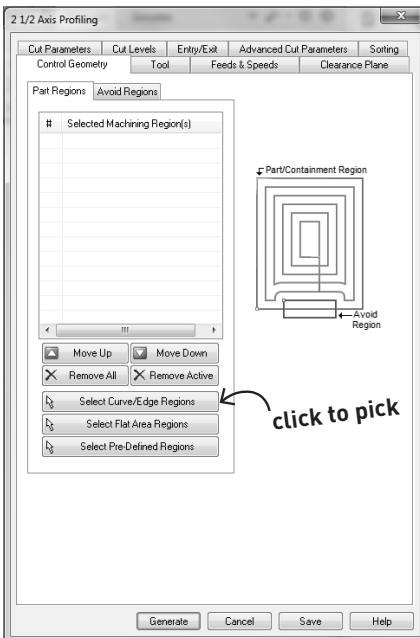 2 1/2 Axis Profiling
x
Cut Parameters Cut Levels Entry/Exit Advanced Cut Parameters Sorting
Control Geometry Tool Feeds & Speeds Clearance Plane
Part Regions Avoid Regions
# Selected Machining Region(s)
Part/Containment Region
Avoid
Region
Move Up Move Down
Remove All Remove Active
Select Curve/Edge Regions
click to pick
Select Flat Area Regions
Select Pre-Defined Regions
Generate Cancel Save Help